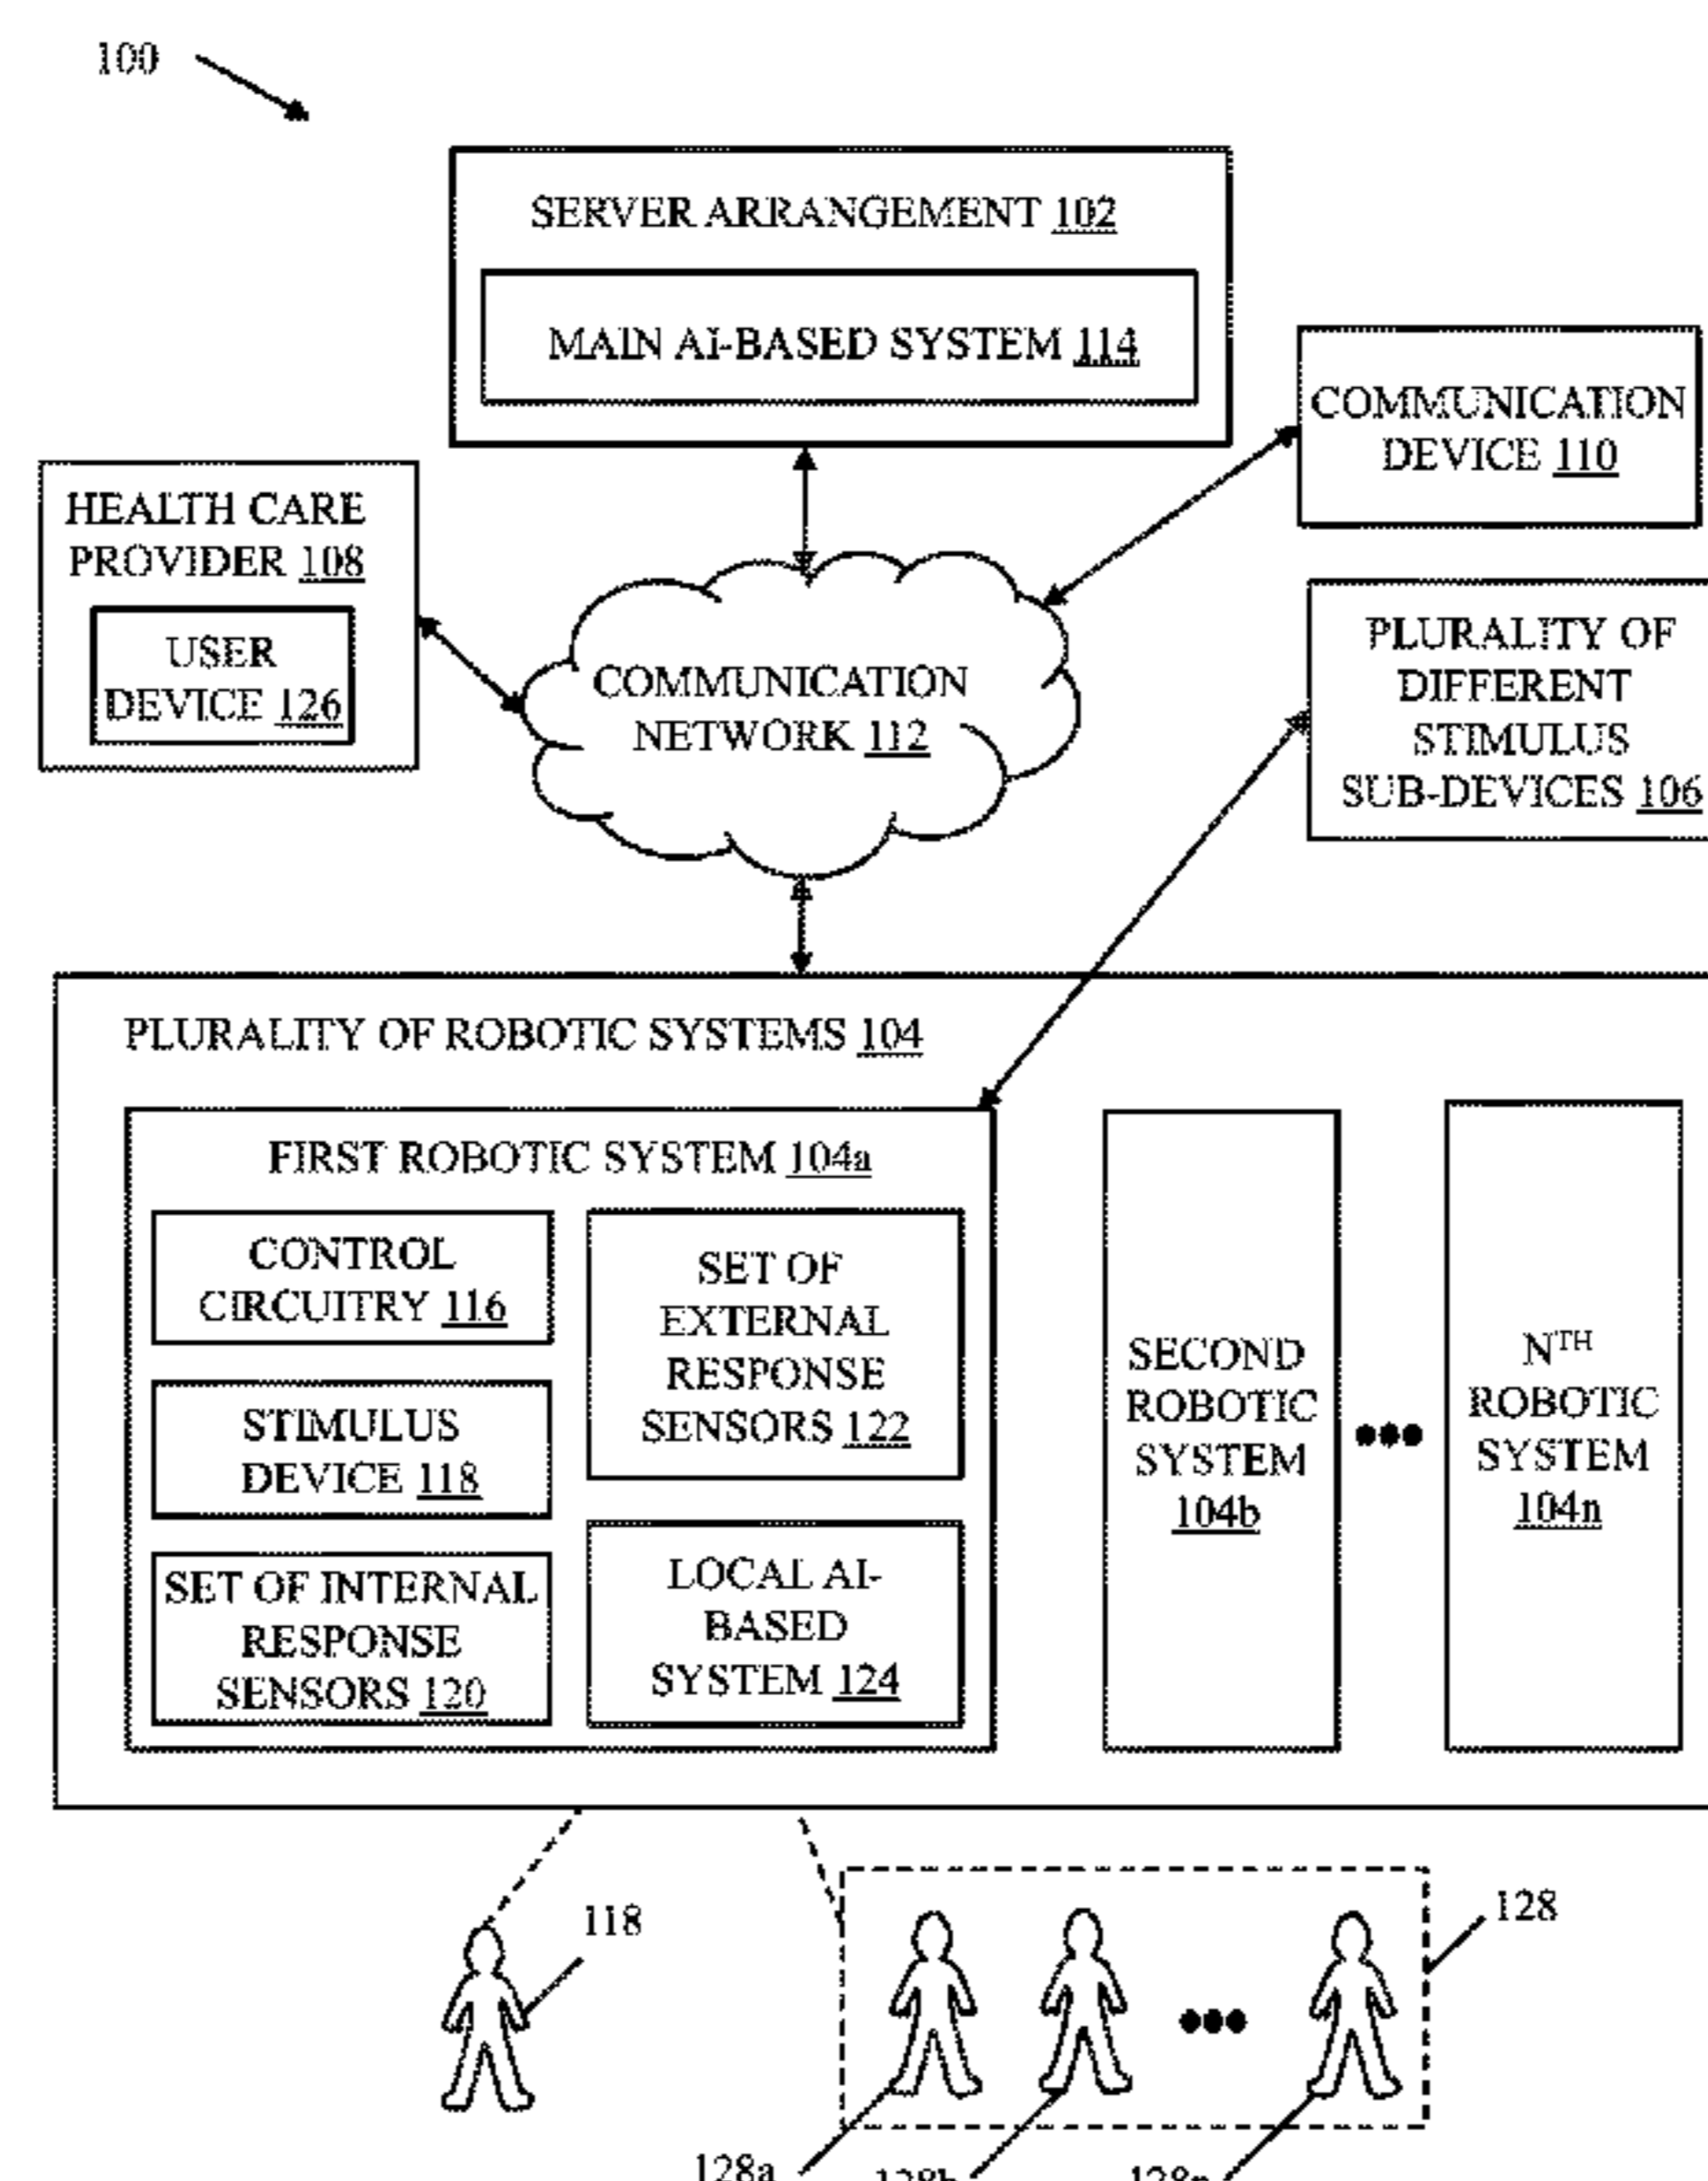 100
SERVER ARRANGEMENT 102
MAIN AI-BASED SYSTEM 114
COMMUNICATION
DEVICE 110
HEALTH CARE
PROVIDER 108
USER
DEVICE 126
COMMUNICATION
NETWORK 112
PLURALITY OF
DIFFERENT
STIMULUS
SUB-DEVICES 106
PLURALITY OF ROBOTIC SYSTEMS 104
FIRST ROBOTIC SYSTEM 104a
CONTROL
CIRCUITRY 116
STIMULUS
DEVICE 118
SET OF INTERNAL
RESPONSE
SENSORS 120
SET OF
EXTERNAL
RESPONSE
SENSORS 122
LOCAL AI-
BASED
SYSTEM 124
SECOND
ROBOTIC
SYSTEM
104b
•••
NTH
ROBOTIC
SYSTEM
104n
118
128
•••
128a
128b
128n